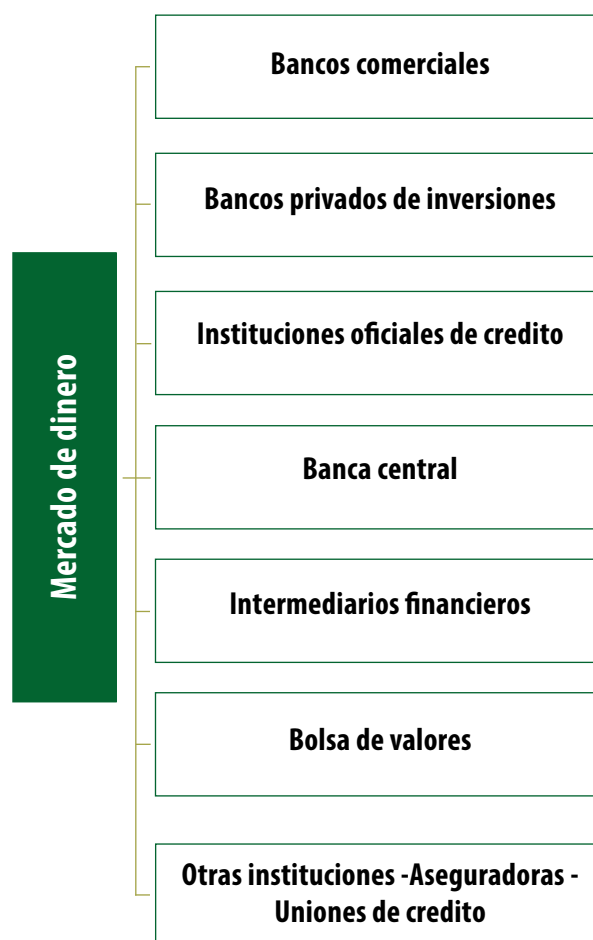 Mercado de dinero
Bancos comerciales
Bancos privados de inversiones
Instituciones oficiales de credito
Banca central
Intermediarios financieros
Bolsa de valores
Otras instituciones -Aseguradoras -
Uniones de credito